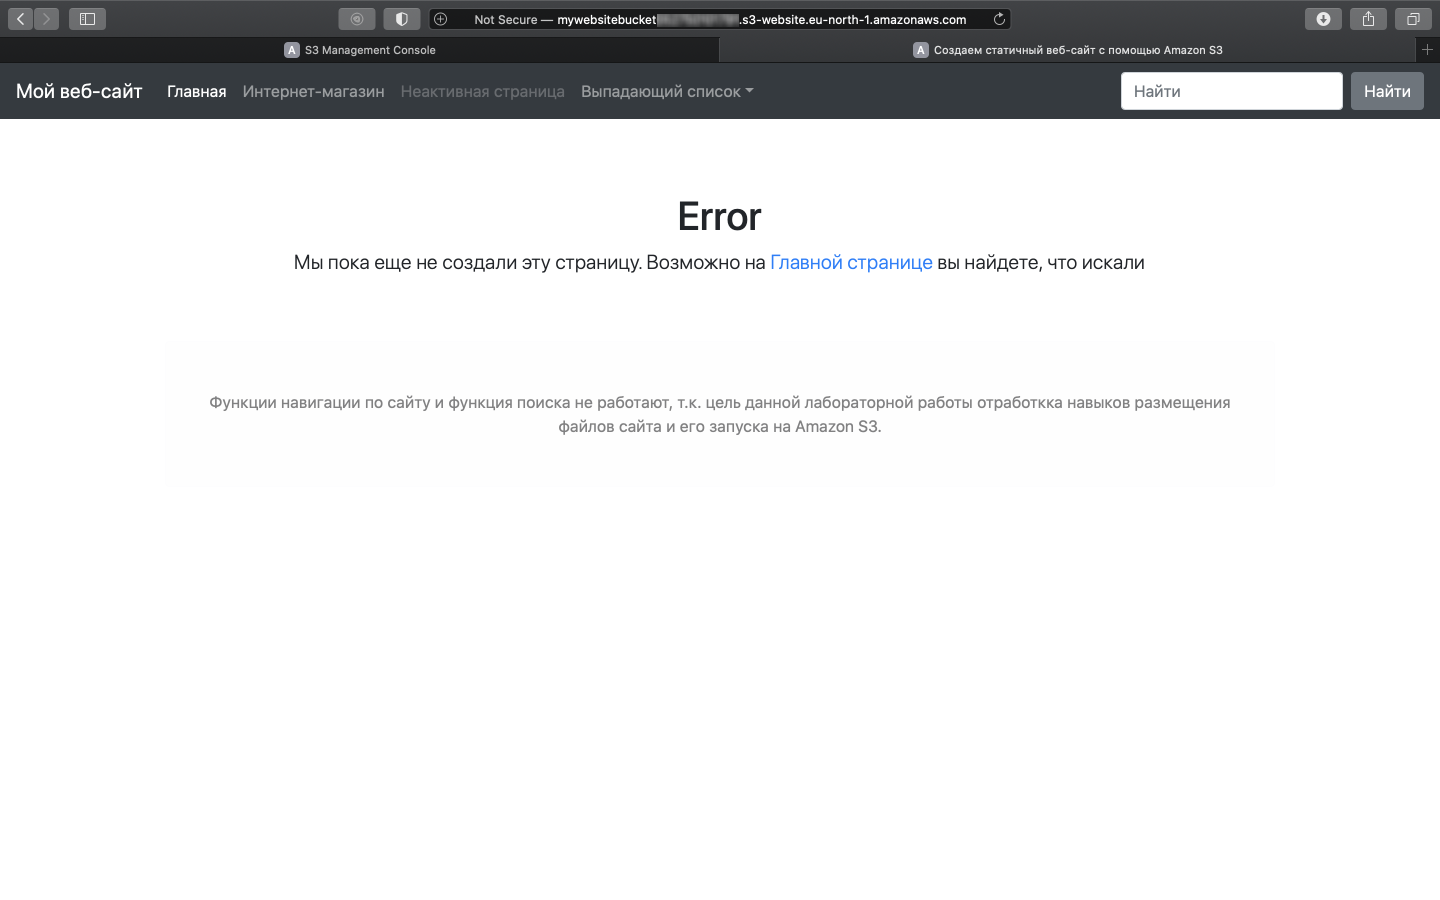 Not Secure — mywebsitebucket .s3-website.eu-north-1.amazonaws.com
A S3 Management Console
A Создаем статичный веб-сайт с помощью Amazon S3
Мой веб-сайт Главная Интернет-магазин Неактивная страница Выпадающий список Найти Найти
Error
Мы пока еще не создали эту страницу. Возможно на Главной странице вы найдете, что искали
Функции навигации по сайту и функция поиска не работают, т.к. цель данной лабораторной работы отработкка навыков размещения
файлов сайта и его запуска на Amazon S3.